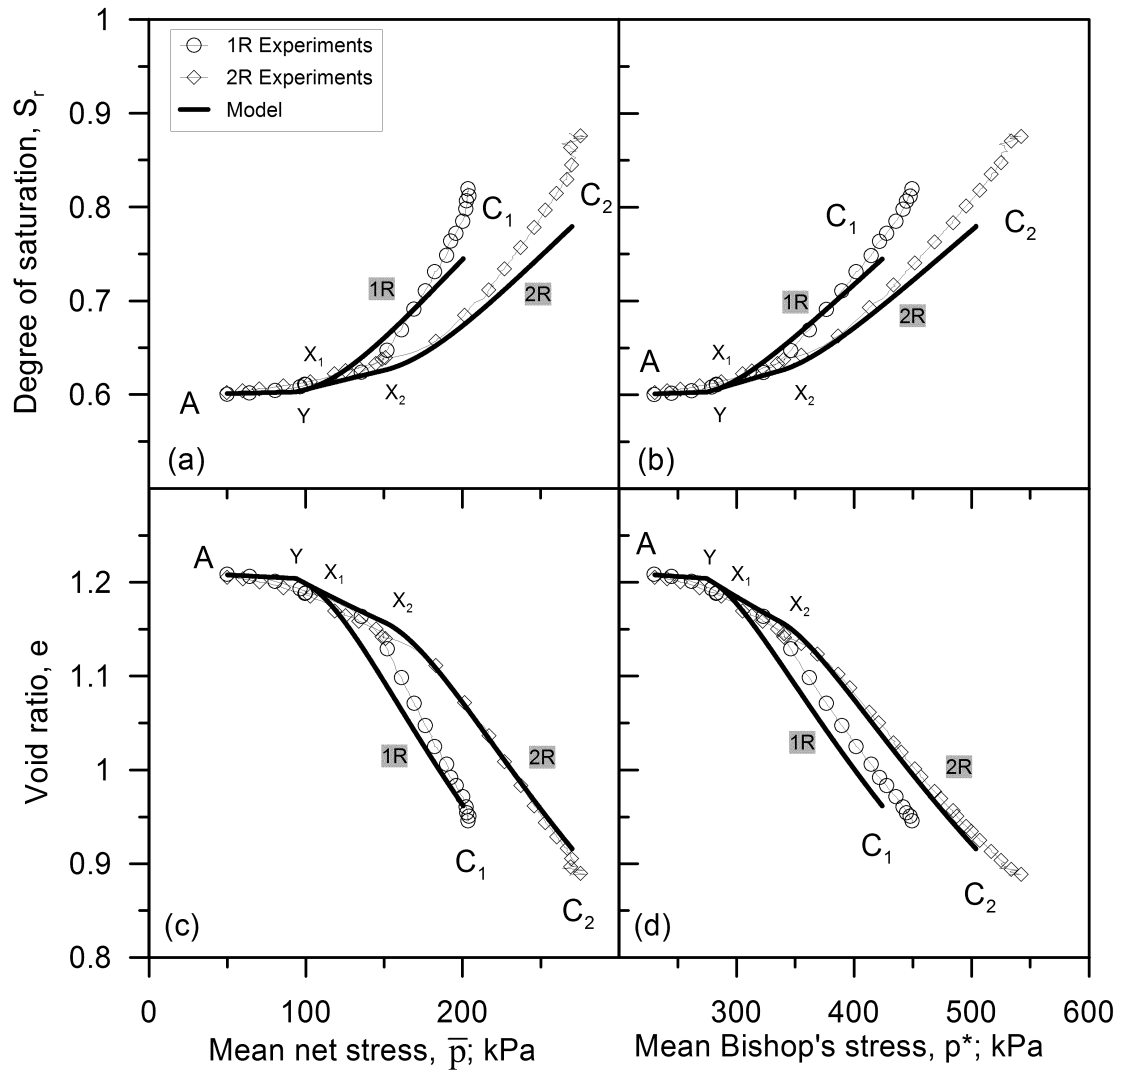 1
0.9
0.8
0.7
0.6
Degree of saturation, Sᵣ
1R Experiments
2R Experiments
Model
C₁
C₂
1R
2R
X₁
A
X₂
Y
(a)
C₁
C₂
1R
2R
X₁
A
X₂
Y
(b)
1.2
1.1
1
0.9
0.8
Void ratio, e
A
Y
X₁
X₂
1R
2R
C₁
C₂
(c)
A
Y
X₁
X₂
1R
2R
C₁
C₂
(d)
0 100 200
Mean net stress, p̅; kPa
300 400 500 600
Mean Bishop's stress, p*; kPa